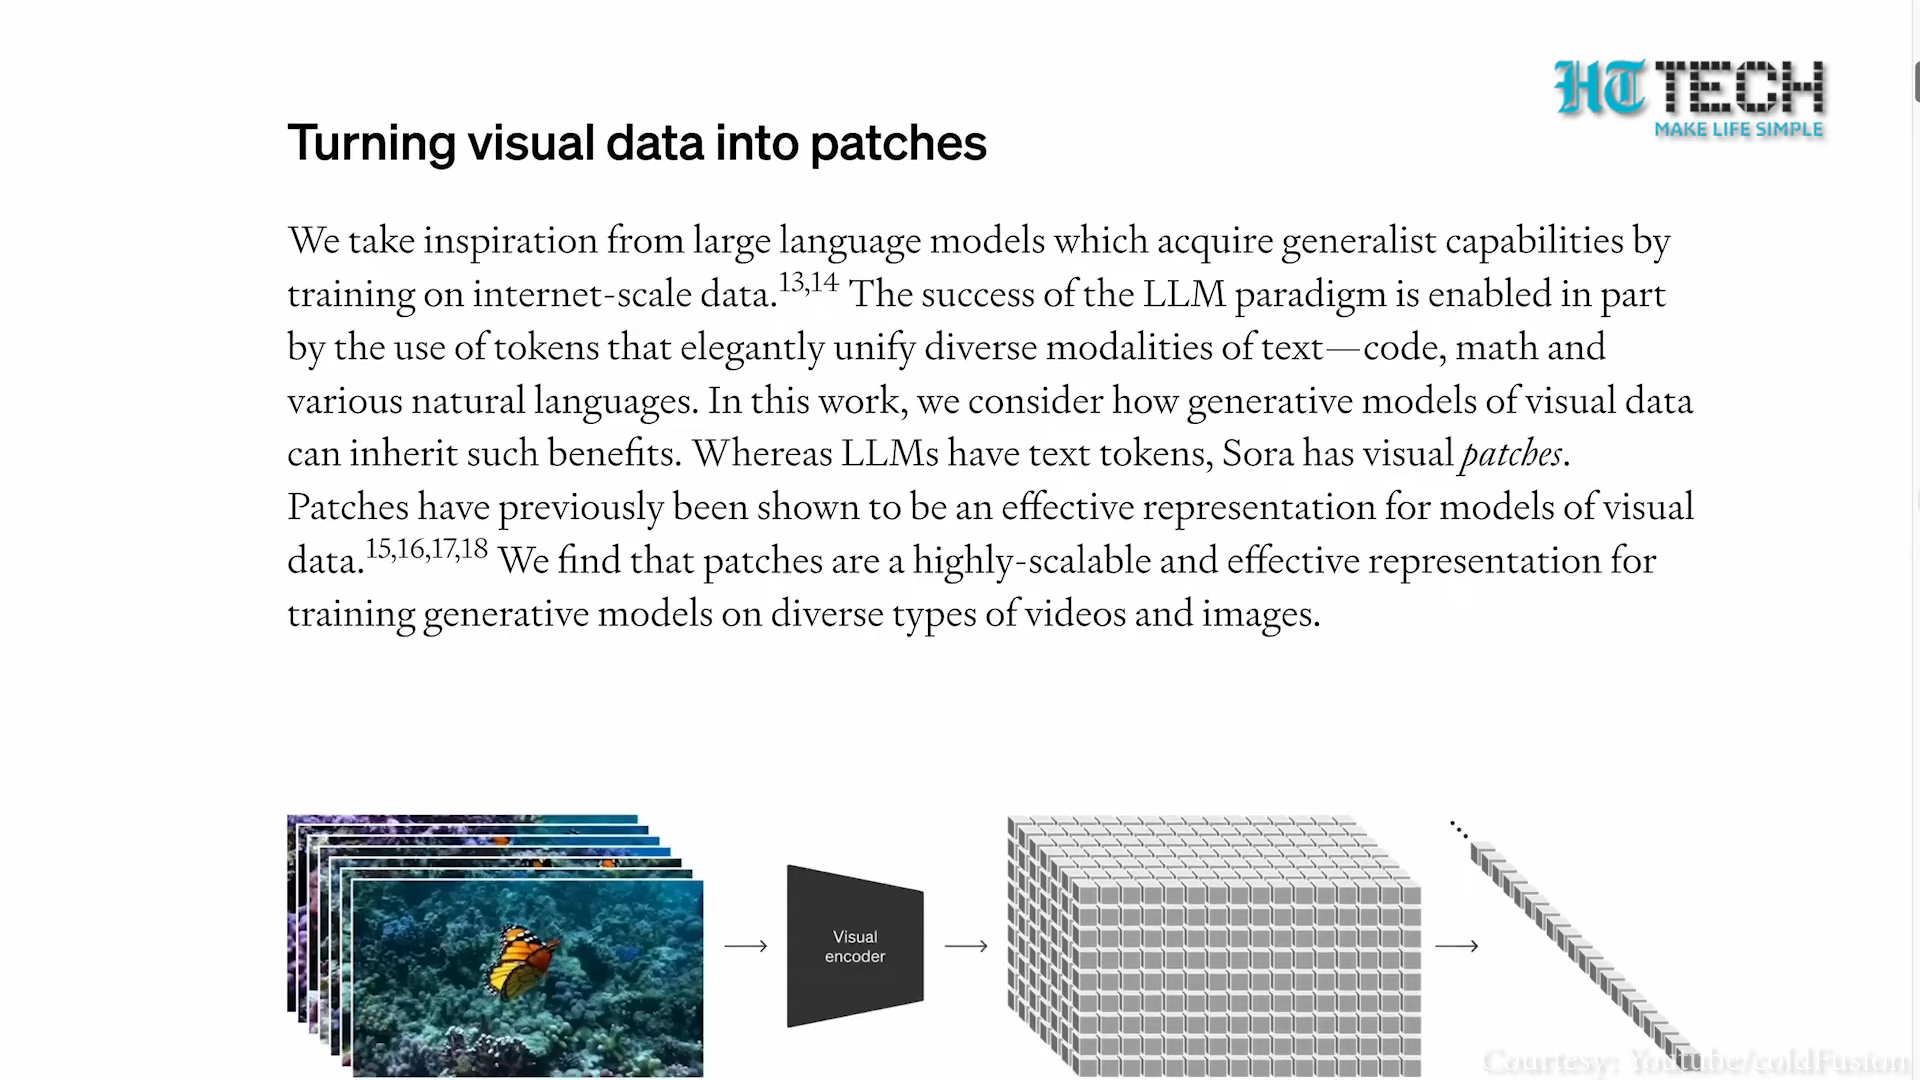 HT TECH
MAKE LIFE SIMPLE
Turning visual data into patches
We take inspiration from large language models which acquire generalist capabilities by
training on internet-scale data.13,14 The success of the LLM paradigm is enabled in part
by the use of tokens that elegantly unify diverse modalities of text—code, math and
various natural languages. In this work, we consider how generative models of visual data
can inherit such benefits. Whereas LLMs have text tokens, Sora has visual patches.
Patches have previously been shown to be an effective representation for models of visual
data.15,16,17,18 We find that patches are a highly-scalable and effective representation for
training generative models on diverse types of videos and images.
Visual
encoder
Courtesy: Youtube/coldFusion